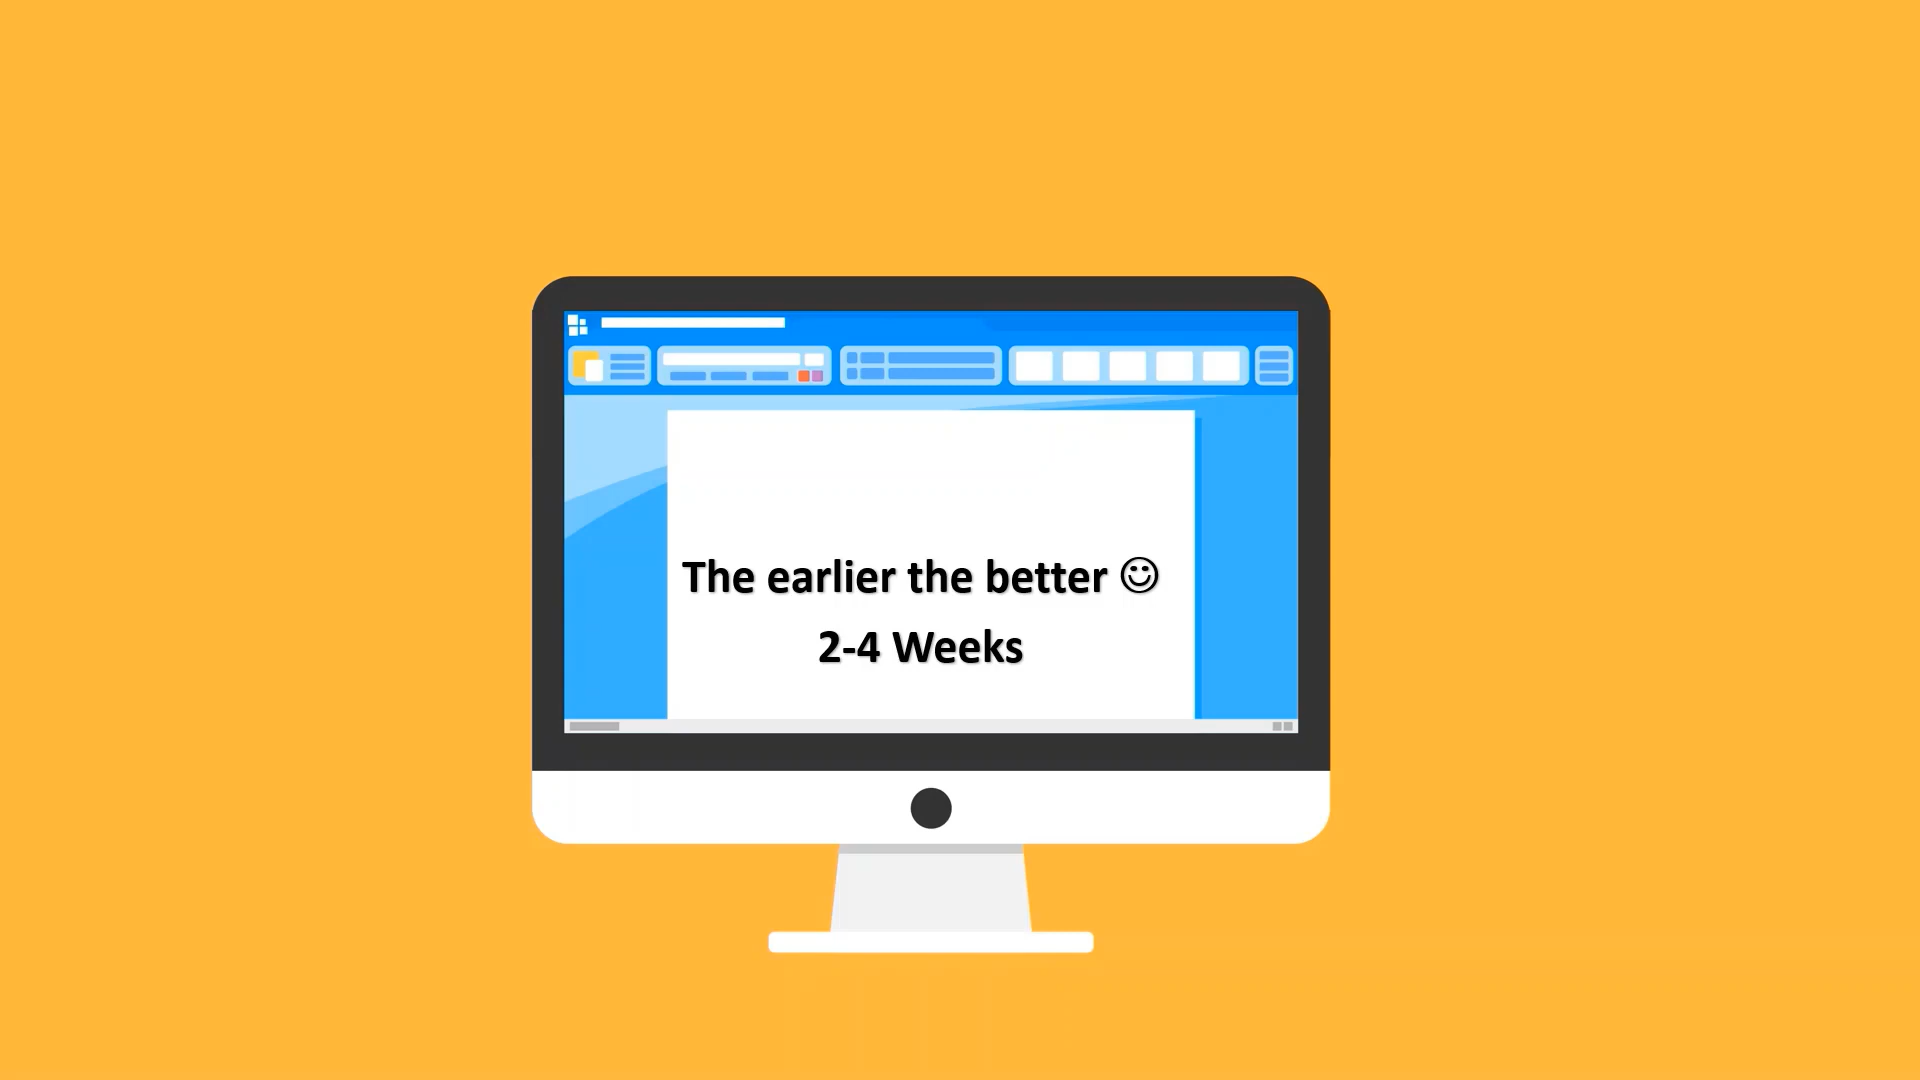 The earlier the better ☺
2-4 Weeks